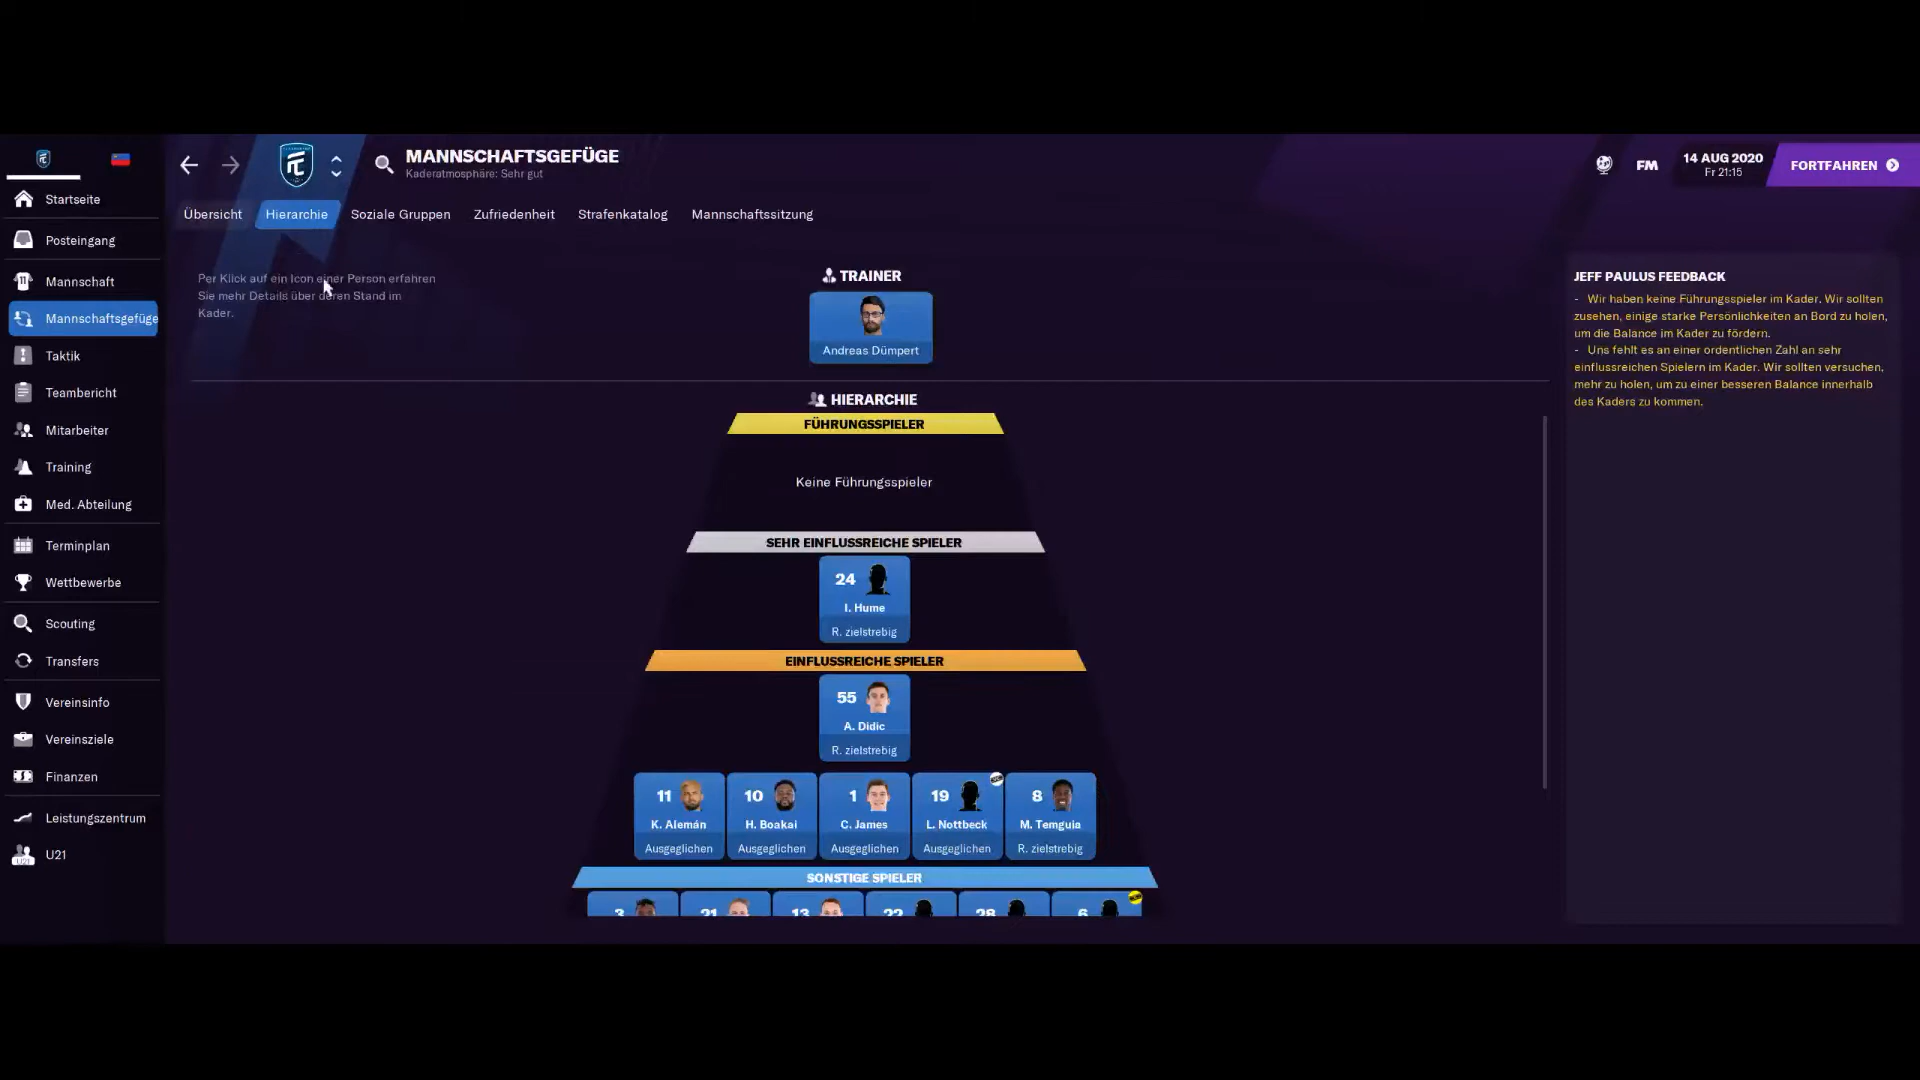 MANNSCHAFTSGEFÜGE
Kaderatmosphäre: Sehr gut
FM
14 AUG 2020
Fr 21:15
FORTFAHREN
Übersicht
Hierarchie
Soziale Gruppen
Zufriedenheit
Strafenkatalog
Mannschaftssitzung
Startseite
Posteingang
Mannschaft
Mannschaftsgefüge
Taktik
Teambericht
Mitarbeiter
Training
Med. Abteilung
Terminplan
Wettbewerbe
Scouting
Transfers
Vereinsinfo
Vereinsziele
Finanzen
Leistungszentrum
U21
Per Klick auf ein Icon einer Person erfahren
Sie mehr Details über deren Stand im
Kader.
TRAINER
Andreas Dümpert
HIERARCHIE
FÜHRUNGSSPIELER
Keine Führungsspieler
SEHR EINFLUSSREICHE SPIELER
24
I. Hume
R. zielstrebig
EINFLUSSREICHE SPIELER
55
A. Didic
R. zielstrebig
11
K. Alemán
Ausgeglichen
10
H. Boakai
Ausgeglichen
1
C. James
Ausgeglichen
19
L. Nottbeck
Ausgeglichen
8
M. Temguia
R. zielstrebig
SONSTIGE SPIELER
3
21
13
22
28
6
JEFF PAULUS FEEDBACK
- Wir haben keine Führungsspieler im Kader. Wir sollten
zusehen, einige starke Persönlichkeiten an Bord zu holen,
um die Balance im Kader zu fördern.
- Uns fehlt es an einer ordentlichen Zahl an sehr
einflussreichen Spielern im Kader. Wir sollten versuchen,
mehr zu holen, um zu einer besseren Balance innerhalb
des Kaders zu kommen.